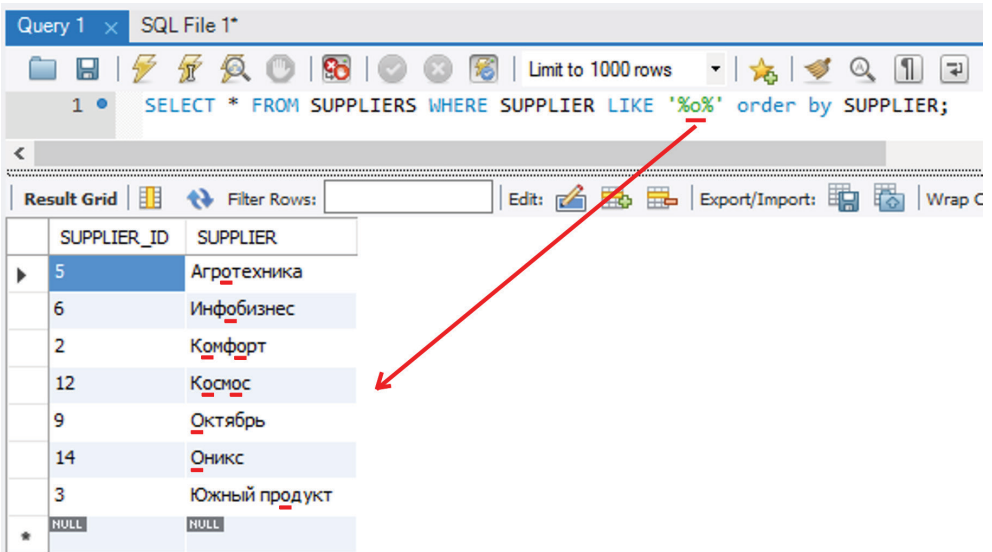 Query 1 SQL File 1*
Limit to 1000 rows
1 SELECT * FROM SUPPLIERS WHERE SUPPLIER LIKE '%о%' order by SUPPLIER;
Result Grid Filter Rows: Edit: Export/Import: Wrap C
SUPPLIER_ID SUPPLIER
5 Агротехника
6 Инфобизнес
2 Комфорт
12 Космос
9 Октябрь
14 Оникс
3 Южный продукт
NULL NULL